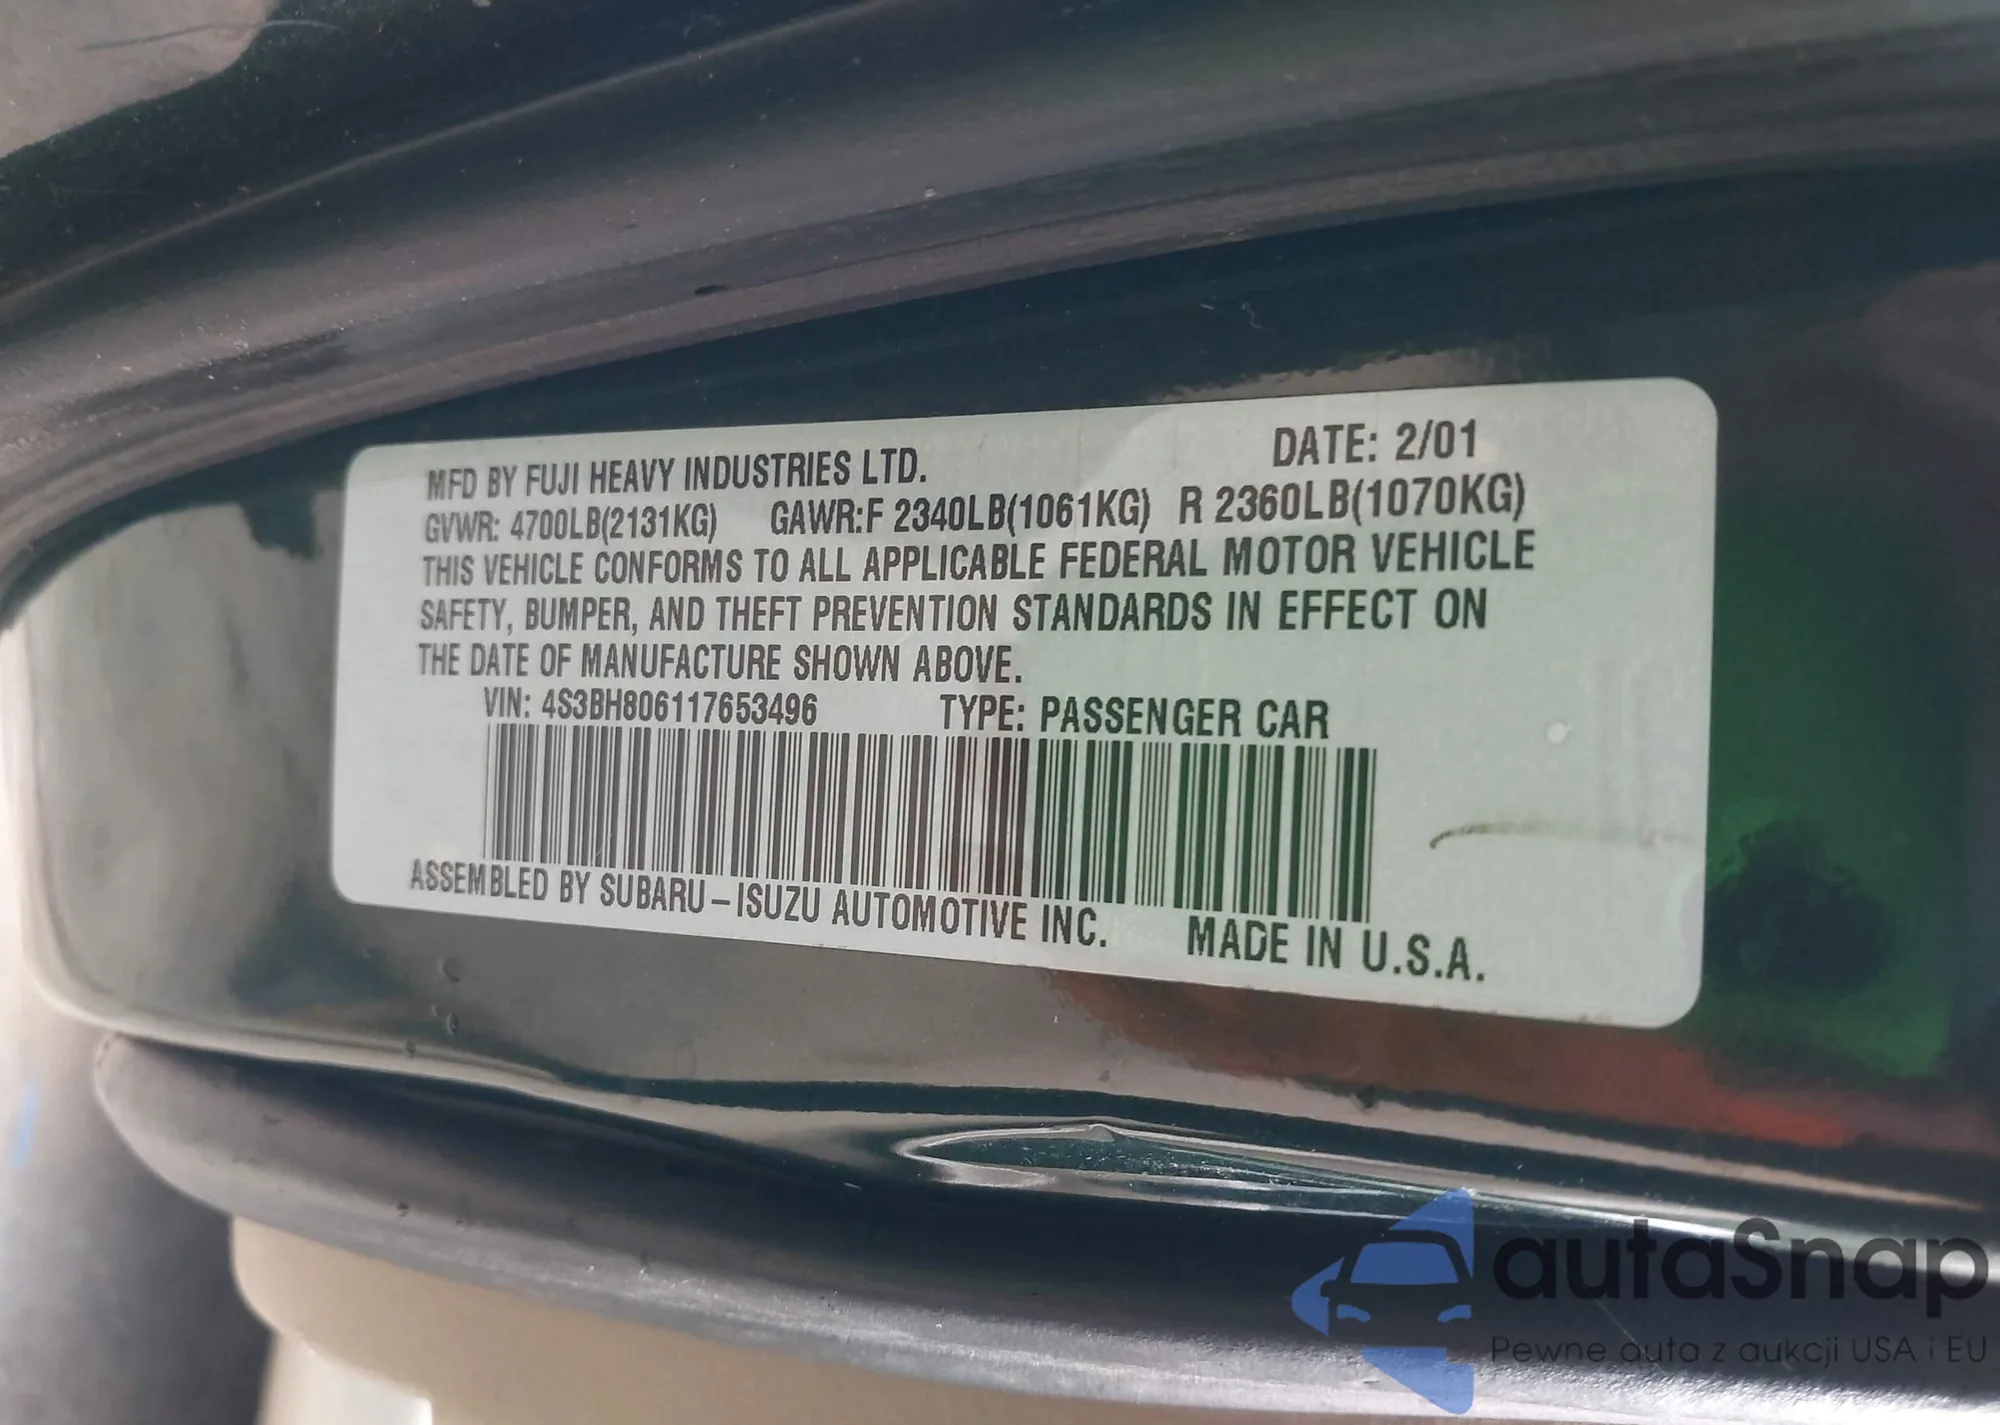 MFD BY FUJI HEAVY INDUSTRIES LTD. DATE: 2/01
GVWR: 4700LB(2131KG) GAWR:F 2340LB(1061KG) R 2360LB(1070KG)
THIS VEHICLE CONFORMS TO ALL APPLICABLE FEDERAL MOTOR VEHICLE
SAFETY, BUMPER, AND THEFT PREVENTION STANDARDS IN EFFECT ON
THE DATE OF MANUFACTURE SHOWN ABOVE.
VIN: 4S3BH806117653496 TYPE: PASSENGER CAR
ASSEMBLED BY SUBARU-ISUZU AUTOMOTIVE INC. MADE IN U.S.A.
autaSnap
Pewne auta z aukcji USA i EU